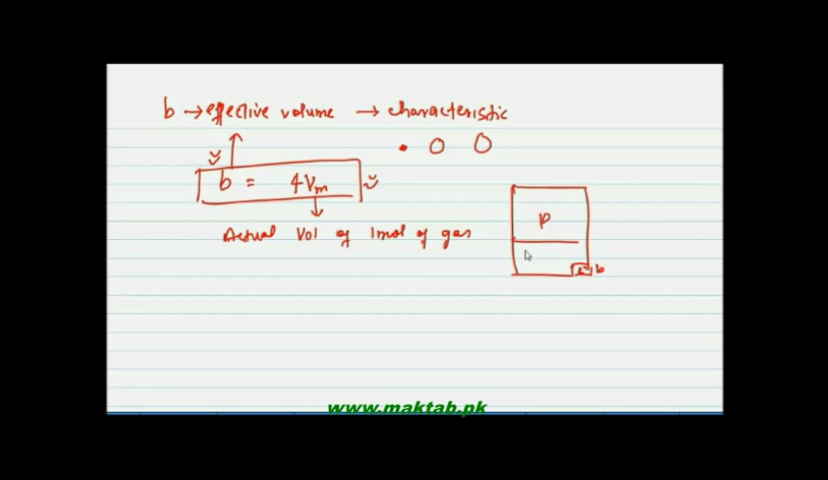 b → effective volume → characteristic
b = 4Vm
Actual Vol of 1mol of gas
P
b
www.maktab.pk